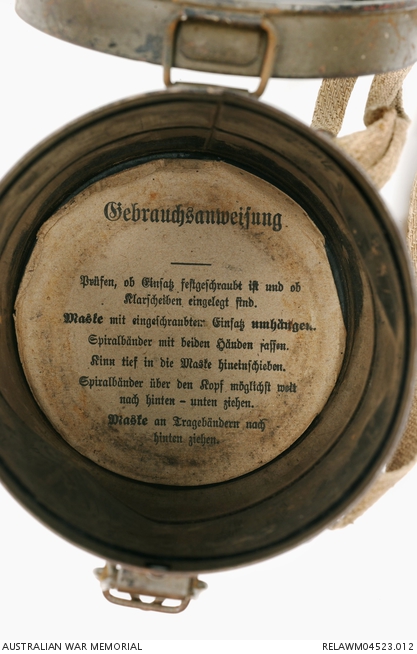 Gebrauchsanweisung
Prüfen, ob Einsatz festgeschraubt ist und ob
Klarscheiben eingelegt sind.
Maske mit eingeschraubtem Einsatz umhängen.
Spiralbänder mit beiden Händen fassen.
Kinn tief in die Maske hineinschieben.
Spiralbänder über den Kopf möglichst weit
nach hinten - unten ziehen.
Maske an Tragebändern nach
hinten ziehen.
AUSTRALIAN WAR MEMORIAL
RELAWM04523.012